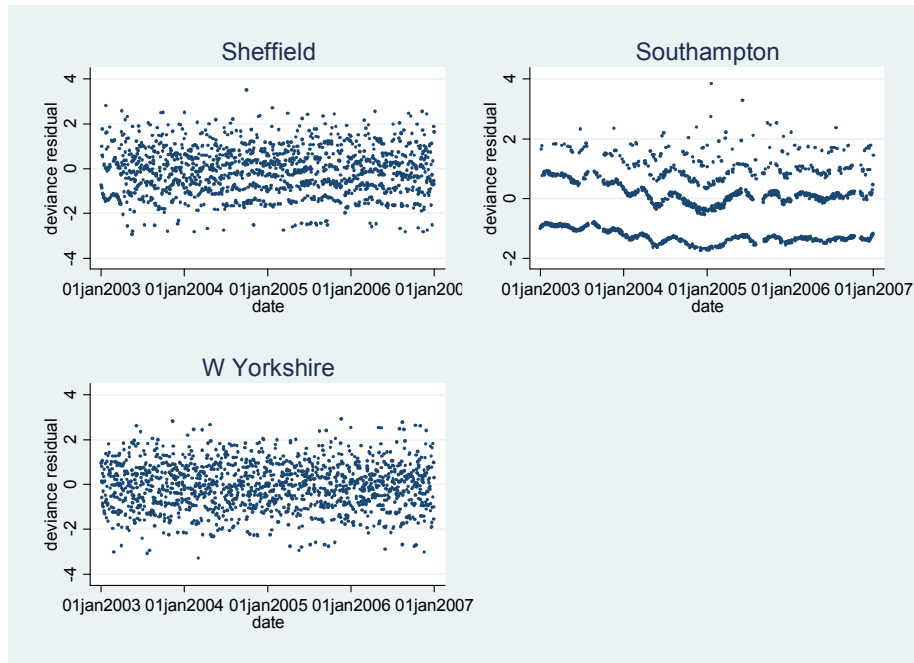 Sheffield
deviance residual
4
2
0
-2
-4
01jan2003 01jan2004 01jan2005 01jan2006 01jan200
date
Southampton
deviance residual
4
2
0
-2
01jan2003 01jan2004 01jan2005 01jan2006 01jan2007
date
W Yorkshire
deviance residual
4
2
0
-2
-4
01jan2003 01jan2004 01jan2005 01jan2006 01jan2007
date